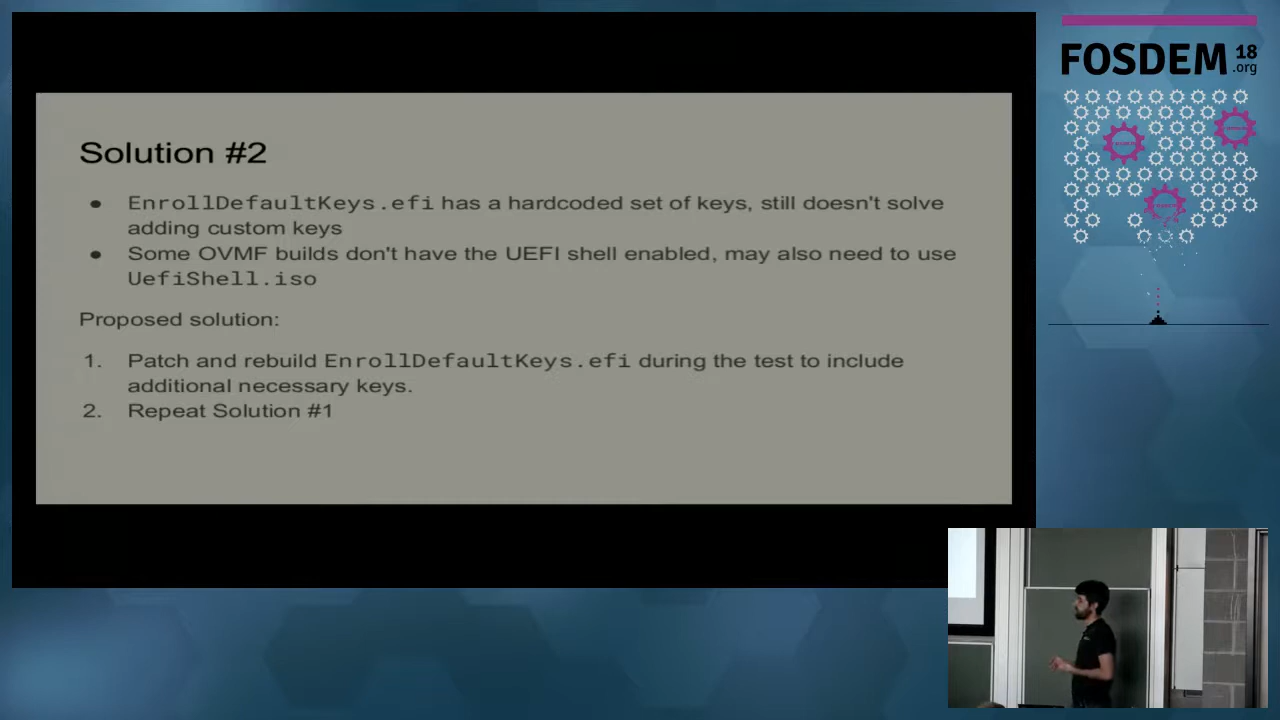 FOSDEM 18
.org
Solution #2
● EnrollDefaultKeys.efi has a hardcoded set of keys, still doesn't solve
adding custom keys
● Some OVMF builds don't have the UEFI shell enabled, may also need to use
UefiShell.iso
Proposed solution:
1. Patch and rebuild EnrollDefaultKeys.efi during the test to include
additional necessary keys.
2. Repeat Solution #1